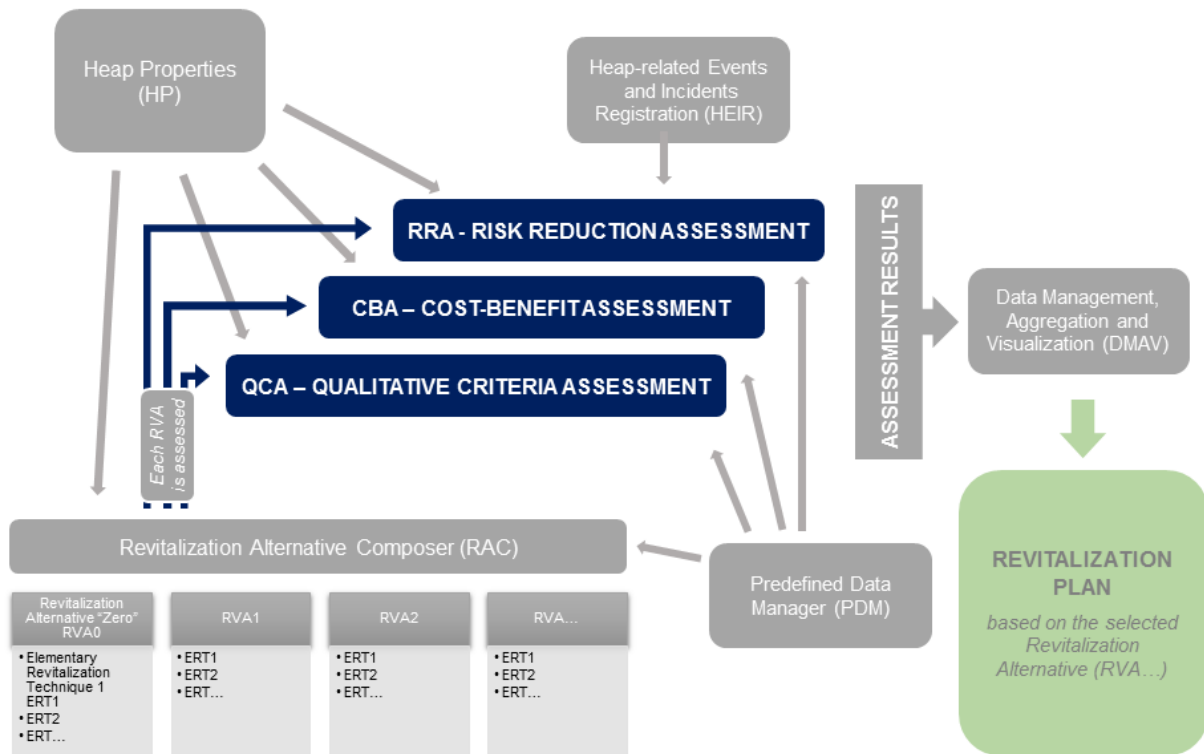 Heap Properties
(HP)
Heap-related Events
and Incidents
Registration (HEIR)
RRA - RISK REDUCTION ASSESSMENT
CBA – COST-BENEFIT ASSESSMENT
QCA – QUALITATIVE CRITERIA ASSESSMENT
ASSESSMENT RESULTS
Data Management,
Aggregation and
Visualization (DMAV)
Each RVA
is assessed
Revitalization Alternative Composer (RAC)
Predefined Data
Manager (PDM)
REVITALIZATION
PLAN
based on the selected
Revitalization
Alternative (RVA…)
Revitalization
Alternative “Zero”
RVA0
• Elementary
Revitalization
Technique 1
ERT1
• ERT2
• ERT…
RVA1
• ERT1
• ERT2
• ERT…
RVA2
• ERT1
• ERT2
• ERT…
RVA…
• ERT1
• ERT2
• ERT…